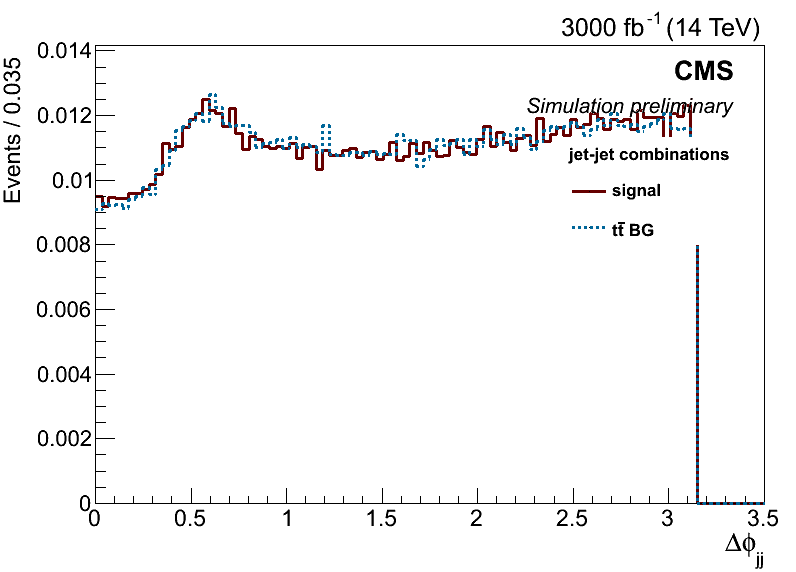 3000 fb⁻¹ (14 TeV)
CMS
Simulation preliminary
jet-jet combinations
signal
tt̄ BG
Events / 0.035
0.014
0.012
0.01
0.008
0.006
0.004
0.002
0
0 0.5 1 1.5 2 2.5 3 3.5
Δϕjj